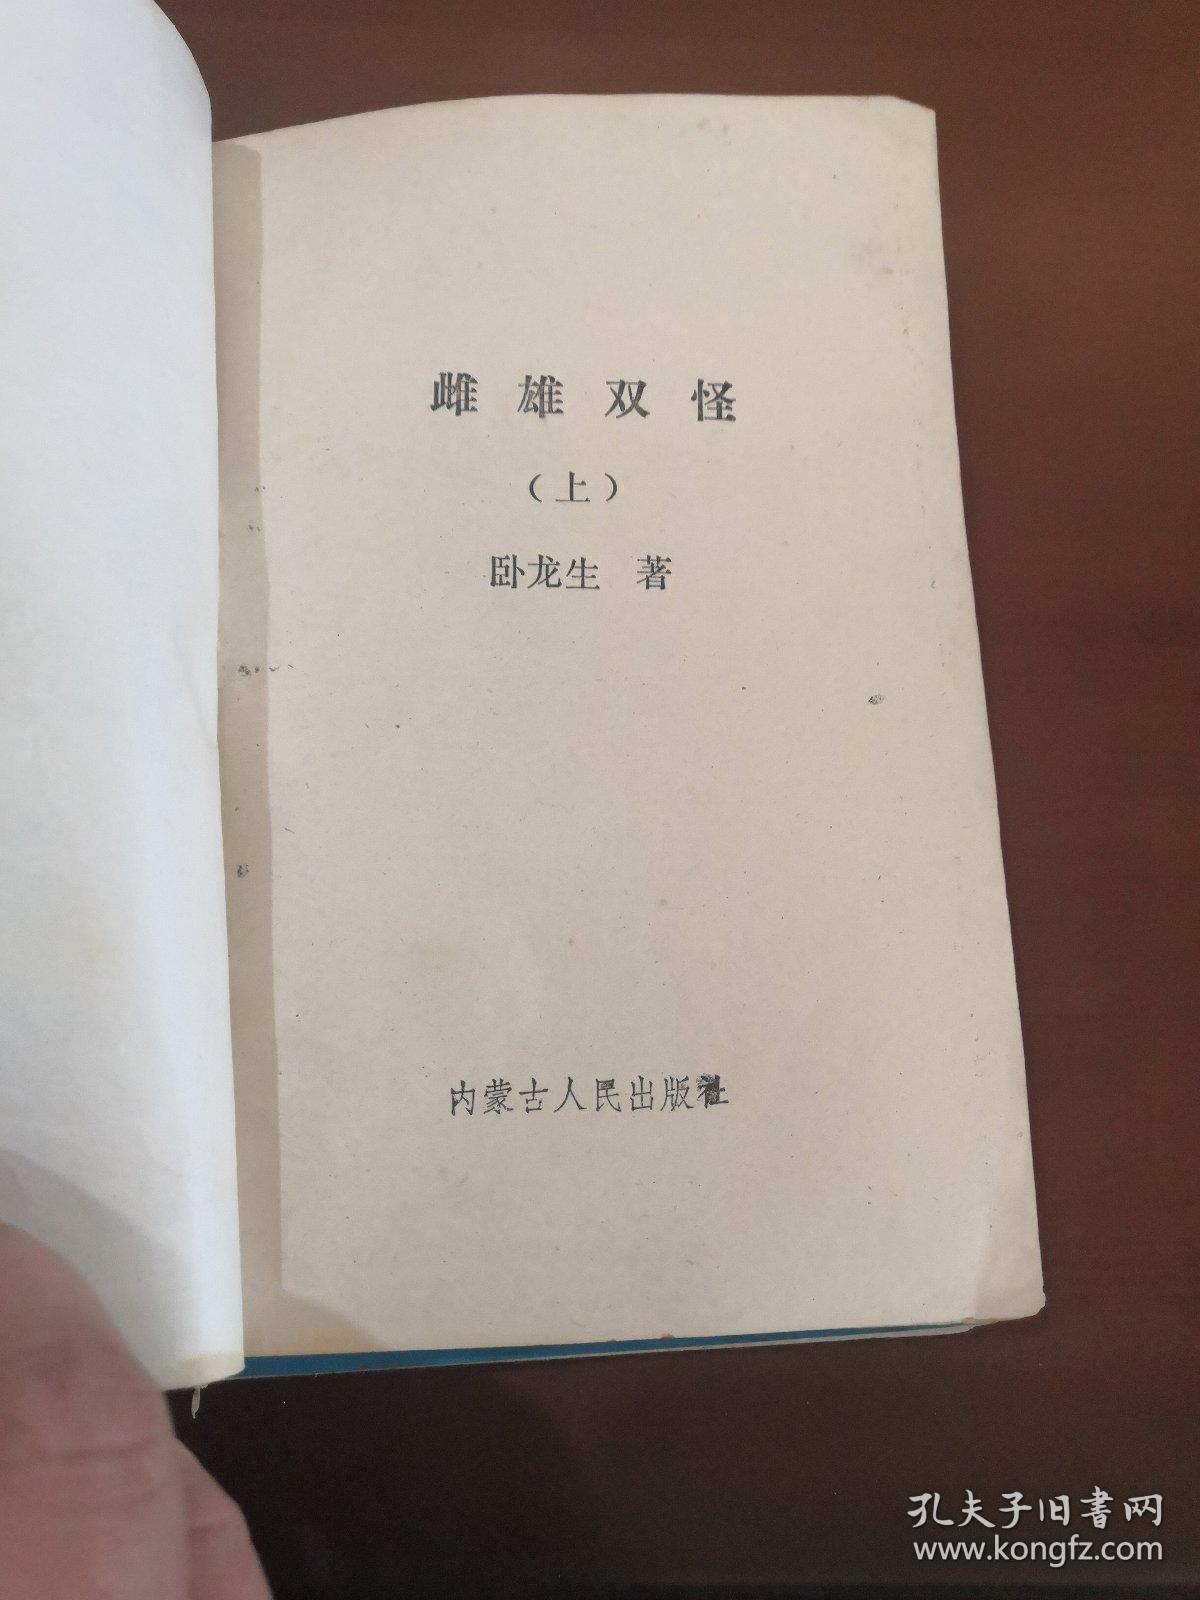 雌雄双怪
（上）
卧龙生 著
内蒙古人民出版社
孔夫子旧书网
www.kongfz.com